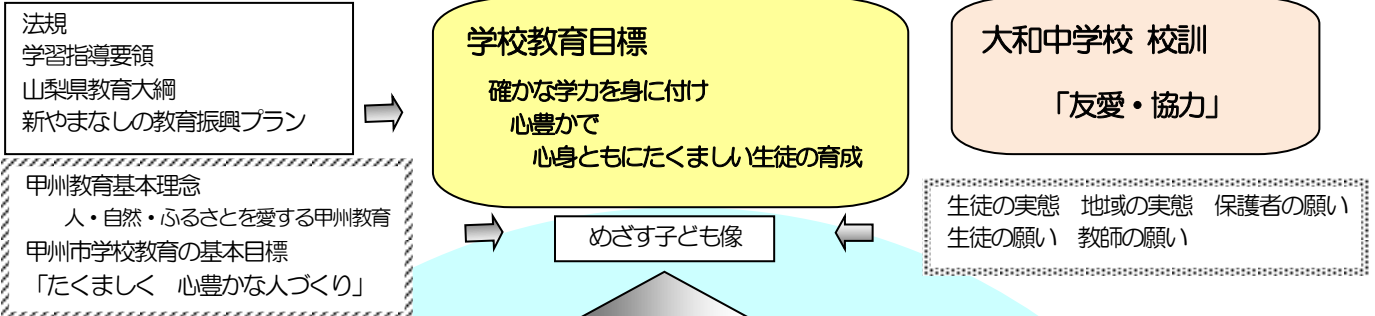 法規
学習指導要領
山梨県教育大綱
新やまなしの教育振興プラン
甲州教育基本理念
人・自然・ふるさとを愛する甲州教育
甲州市学校教育の基本目標
「たくましく　心豊かな人づくり」
学校教育目標
確かな学力を身に付け
心豊かで
心身ともにたくましい生徒の育成
めざす子ども像
大和中学校 校訓
「友愛・協力」
生徒の実態　地域の実態　保護者の願い
生徒の願い　教師の願い